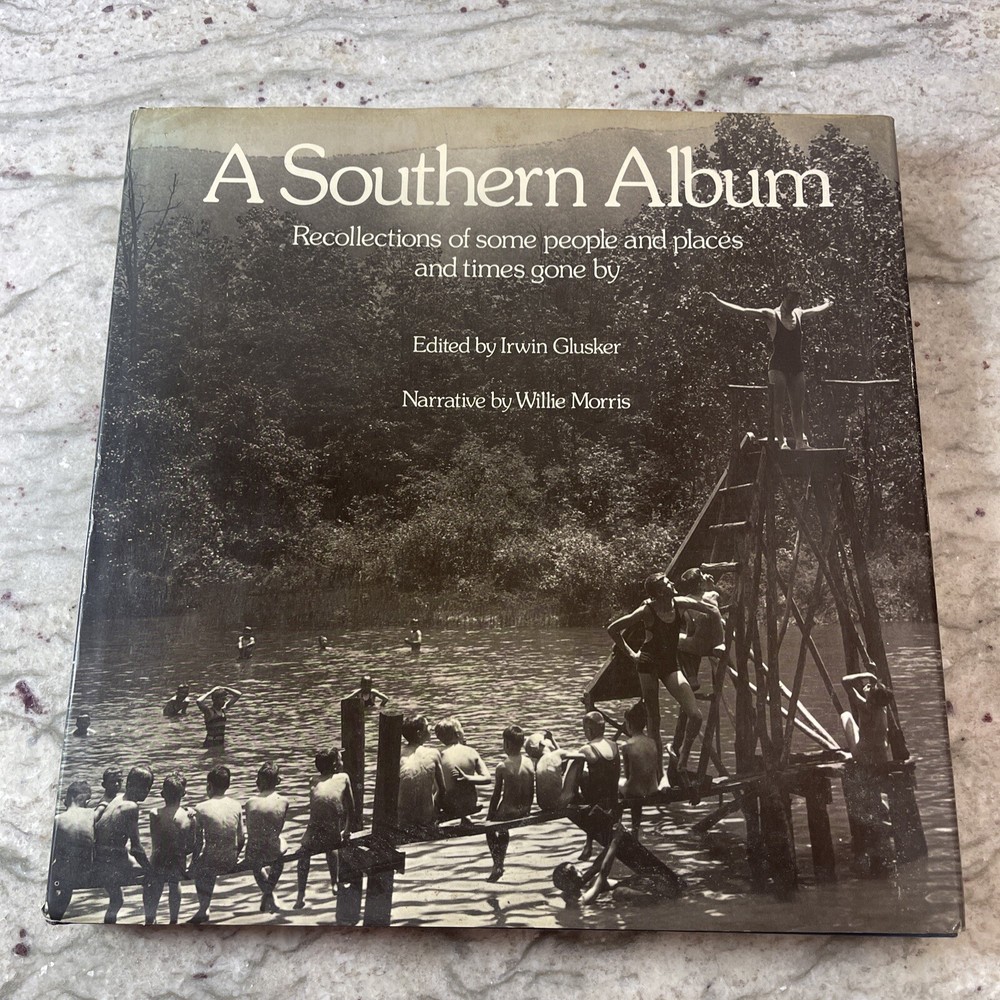 A Southern Album
Recollections of some people and places
and times gone by
Edited by Irwin Glusker
Narrative by Willie Morris